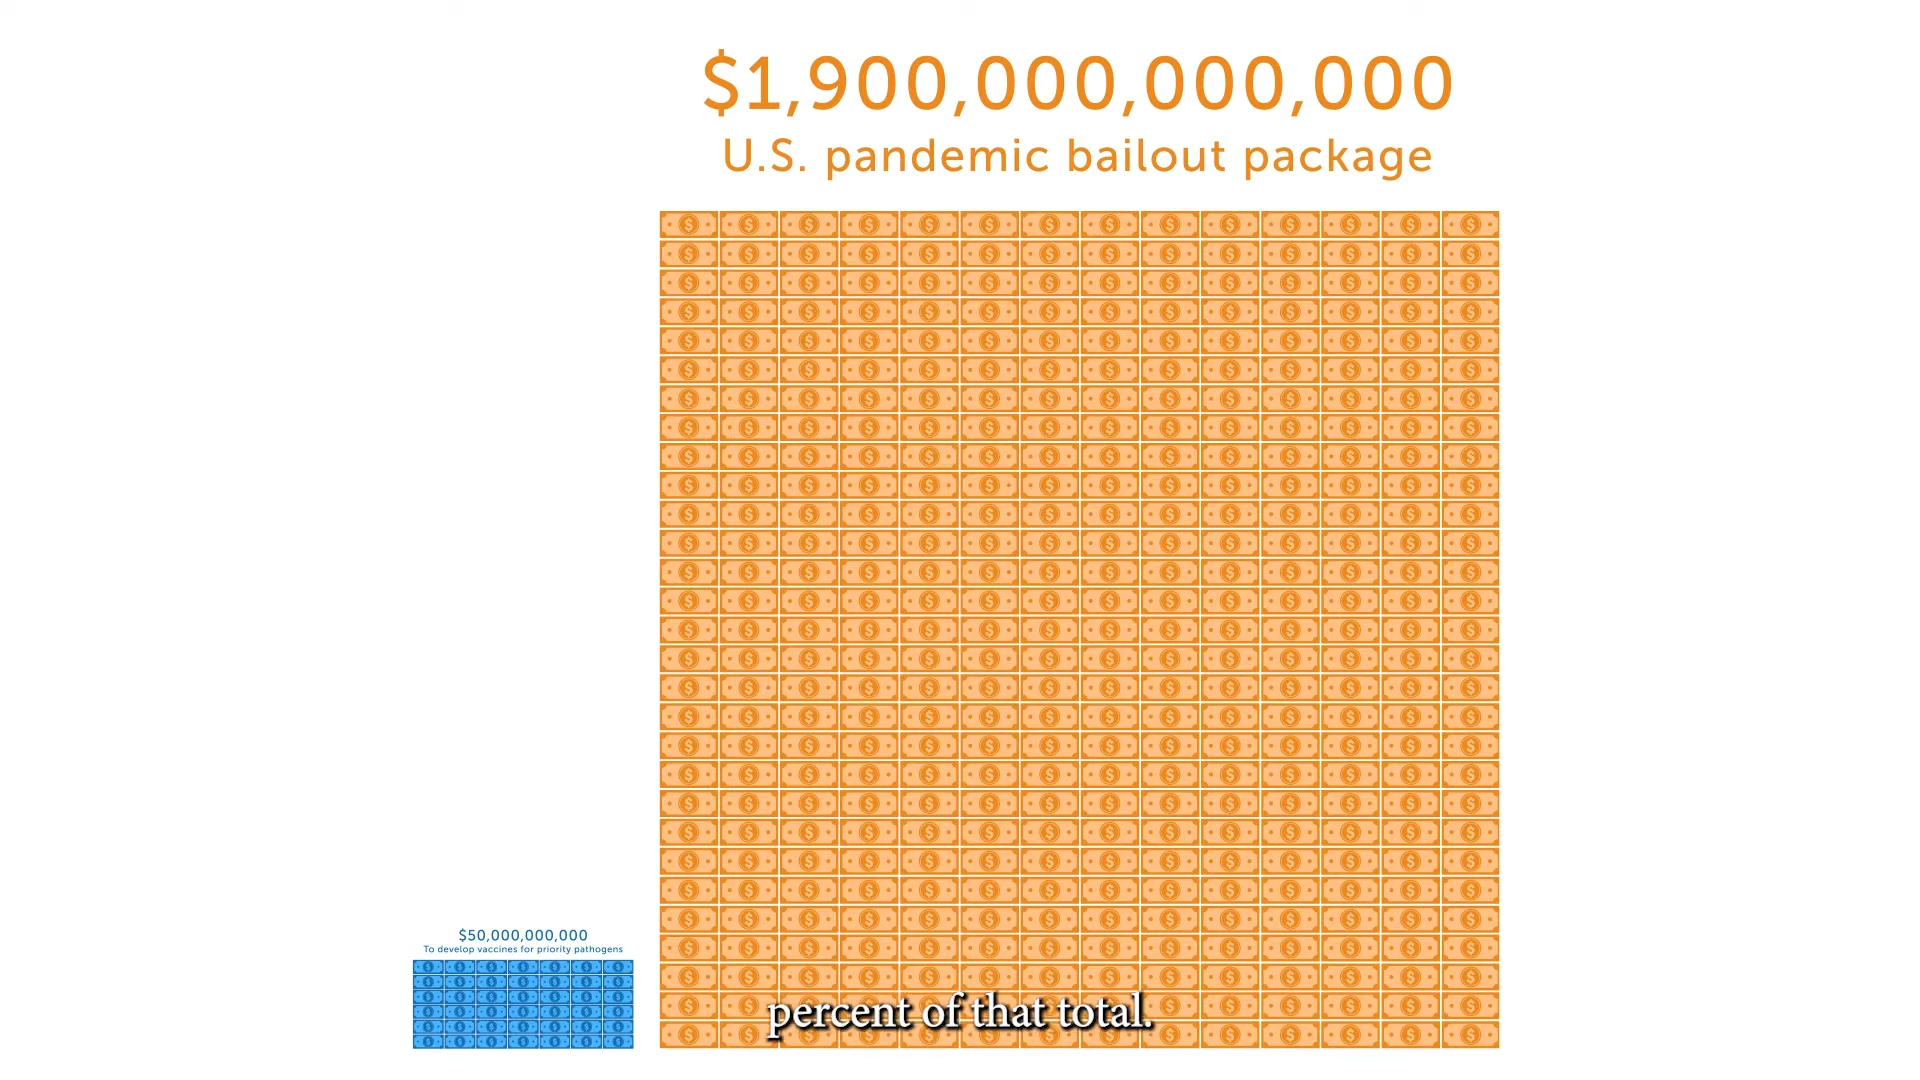 $1,900,000,000,000
U.S. pandemic bailout package
$50,000,000,000
To develop vaccines for priority pathogens
percent of that total.